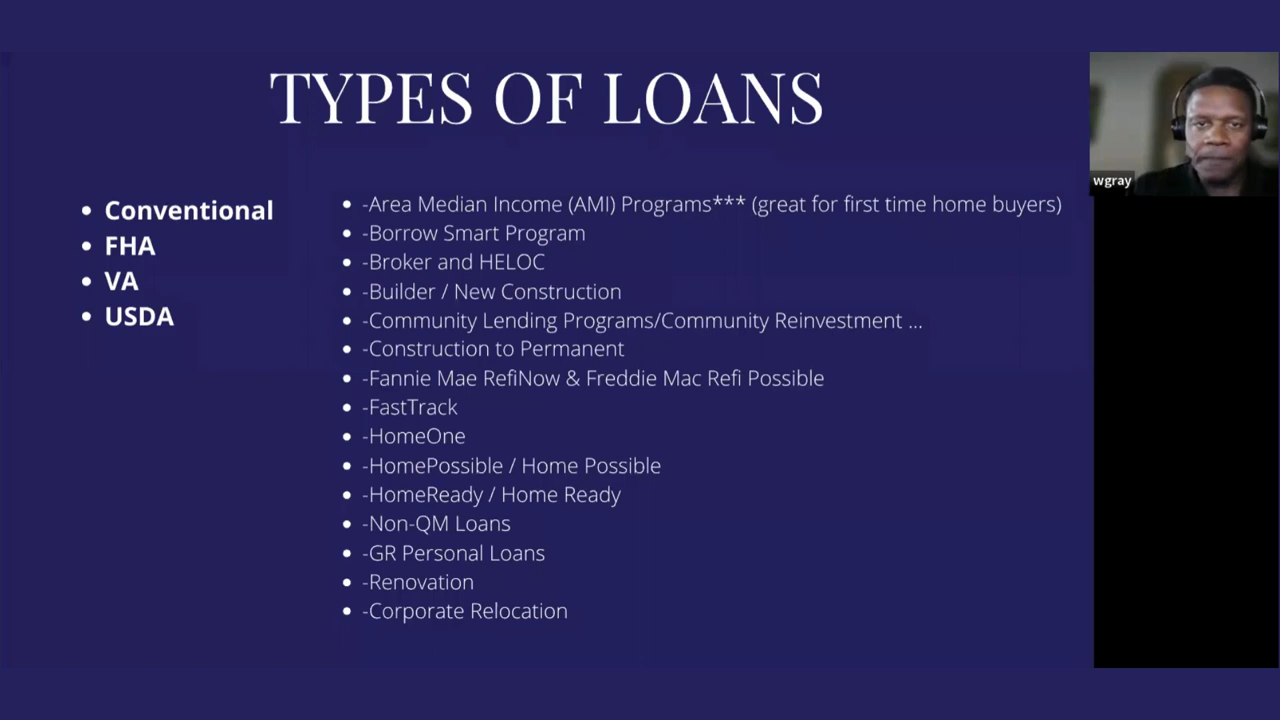 TYPES OF LOANS
Conventional
FHA
VA
USDA
-Area Median Income (AMI) Programs*** (great for first time home buyers)
-Borrow Smart Program
-Broker and HELOC
-Builder / New Construction
-Community Lending Programs/Community Reinvestment ...
-Construction to Permanent
-Fannie Mae RefiNow & Freddie Mac Refi Possible
-FastTrack
-HomeOne
-HomePossible / Home Possible
-HomeReady / Home Ready
-Non-QM Loans
-GR Personal Loans
-Renovation
-Corporate Relocation
wgray